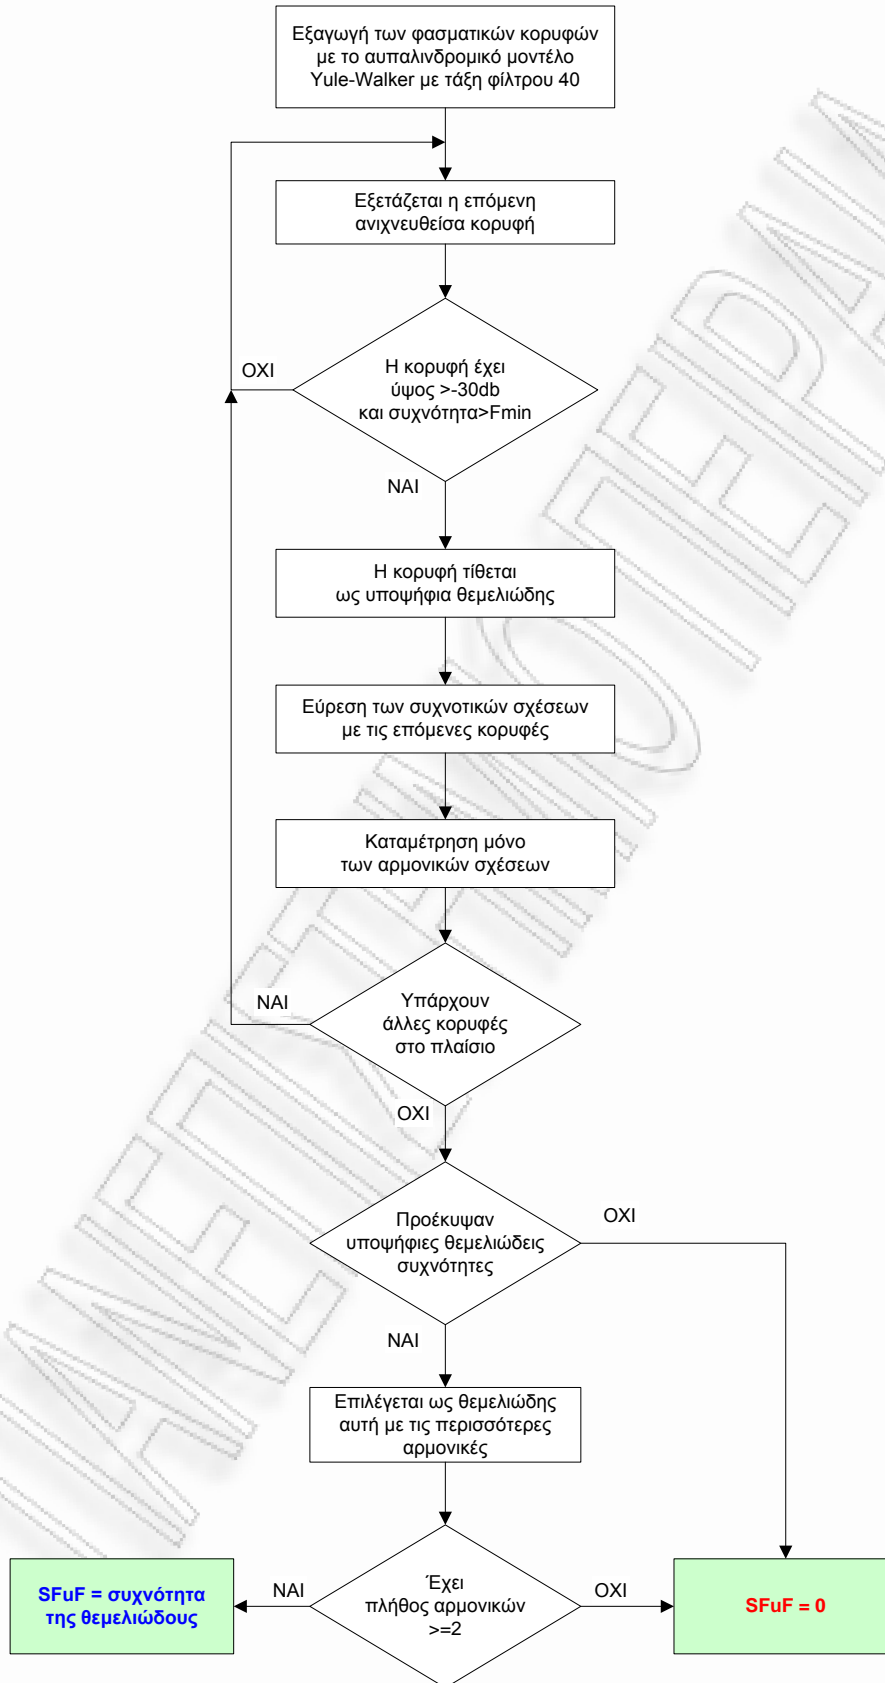 Εξαγωγή των φασματικών κορυφών
με το αυπαλινδρομικό μοντέλο
Yule-Walker με τάξη φίλτρου 40
Εξετάζεται η επόμενη
ανιχνευθείσα κορυφή
ΟΧΙ
Η κορυφή έχει
ύψος >-30db
και συχνότητα>Fmin
ΝΑΙ
Η κορυφή τίθεται
ως υποψήφια θεμελιώδης
Εύρεση των συχνοτικών σχέσεων
με τις επόμενες κορυφές
Καταμέτρηση μόνο
των αρμονικών σχέσεων
ΝΑΙ
Υπάρχουν
άλλες κορυφές
στο πλαίσιο
ΟΧΙ
Προέκυψαν
υποψήφιες θεμελιώδεις
συχνότητες
ΟΧΙ
ΝΑΙ
Επιλέγεται ως θεμελιώδης
αυτή με τις περισσότερες
αρμονικές
SFuF = συχνότητα
της θεμελιώδους
ΝΑΙ
Έχει
πλήθος αρμονικών
>=2
ΟΧΙ
SFuF = 0